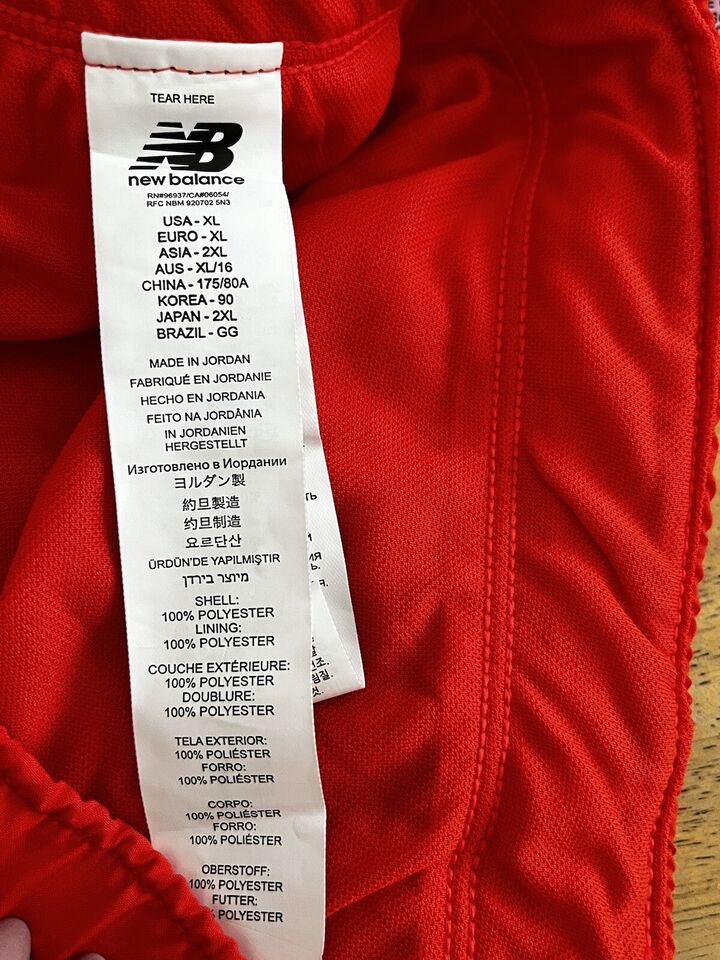 TEAR HERE
NB
new balance
RN#96937/CA#06054/
RFC NBM 920702 5N3
USA - XL
EURO - XL
ASIA - 2XL
AUS - XL/16
CHINA - 175/80A
KOREA - 90
JAPAN - 2XL
BRAZIL - GG
MADE IN JORDAN
FABRIQUÉ EN JORDANIE
HECHO EN JORDANIA
FEITO NA JORDÂNIA
IN JORDANIEN
HERGESTELLT
Изготовлено в Иордании
ヨルダン製
約旦製造
约旦制造
요르단산
ÜRDÜN'DE YAPILMIŞTIR
מיוצר בירדן
SHELL:
100% POLYESTER
LINING:
100% POLYESTER
COUCHE EXTÉRIEURE:
100% POLYESTER
DOUBLURE:
100% POLYESTER
TELA EXTERIOR:
100% POLIÉSTER
FORRO:
100% POLIÉSTER
CORPO:
100% POLIÉSTER
FORRO:
100% POLIÉSTER
OBERSTOFF:
100% POLYESTER
FUTTER:
POLYESTER